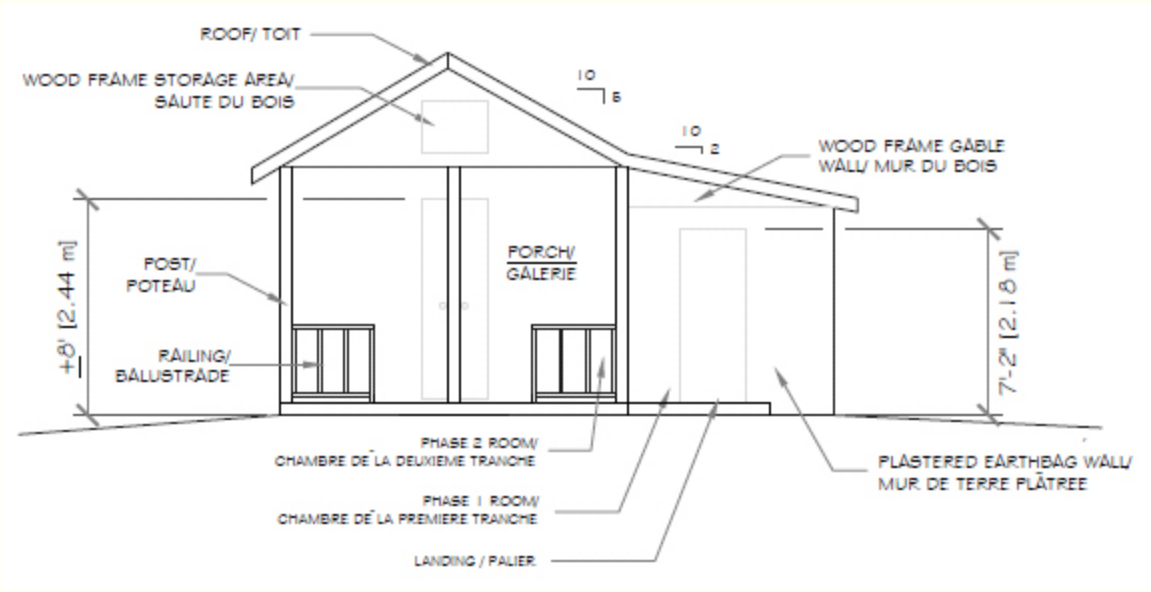 ROOF/ TOIT
WOOD FRAME STORAGE AREA/
SAUTE DU BOIS
10
5
10
2
WOOD FRAME GABLE
WALL/ MUR DU BOIS
±8' [2.44 m]
POST/
POTEAU
PORCH/
GALERIE
RAILING/
BALUSTRADE
7'-2" [2.18 m]
PHASE 2 ROOM/
CHAMBRE DE LA DEUXIEME TRANCHE
PLASTERED EARTHBAG WALL/
MUR DE TERRE PLÂTREE
PHASE 1 ROOM/
CHAMBRE DE LA PREMIERE TRANCHE
LANDING / PALIER